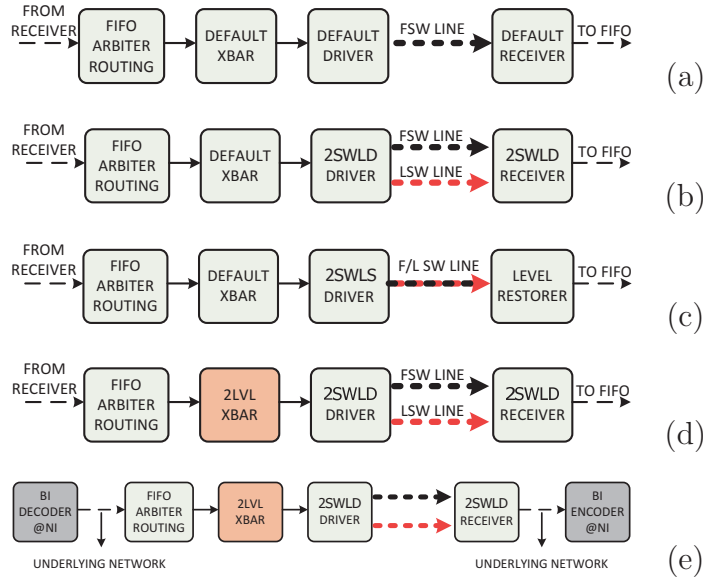 FROM
RECEIVER
FIFO
ARBITER
ROUTING
DEFAULT
XBAR
DEFAULT
DRIVER
FSW LINE
DEFAULT
RECEIVER
TO FIFO
(a)
FROM
RECEIVER
FIFO
ARBITER
ROUTING
DEFAULT
XBAR
2SWLD
DRIVER
FSW LINE
LSW LINE
2SWLD
RECEIVER
TO FIFO
(b)
FROM
RECEIVER
FIFO
ARBITER
ROUTING
DEFAULT
XBAR
2SWLS
DRIVER
F/L SW LINE
LEVEL
RESTORER
TO FIFO
(c)
FROM
RECEIVER
FIFO
ARBITER
ROUTING
2LVL
XBAR
2SWLD
DRIVER
FSW LINE
LSW LINE
2SWLD
RECEIVER
TO FIFO
(d)
BI
DECODER
@NI
FIFO
ARBITER
ROUTING
2LVL
XBAR
2SWLD
DRIVER
2SWLD
RECEIVER
BI
ENCODER
@NI
UNDERLYING NETWORK
UNDERLYING NETWORK
(e)